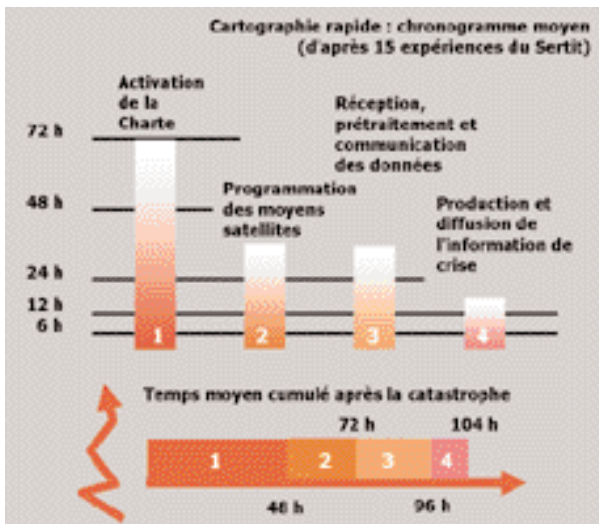 Cartographie rapide : chronogramme moyen
(d'après 15 expériences du Sertit)
Activation
de la
Charte
Réception,
prétraitement et
communication
des données
72 h
Programmation
des moyens
satellites
48 h
Production et
diffusion de
l'information de
crise
24 h
12 h
6 h
1
2
3
4
Temps moyen cumulé après la catastrophe
72 h
104 h
1
2
3
4
48 h
96 h